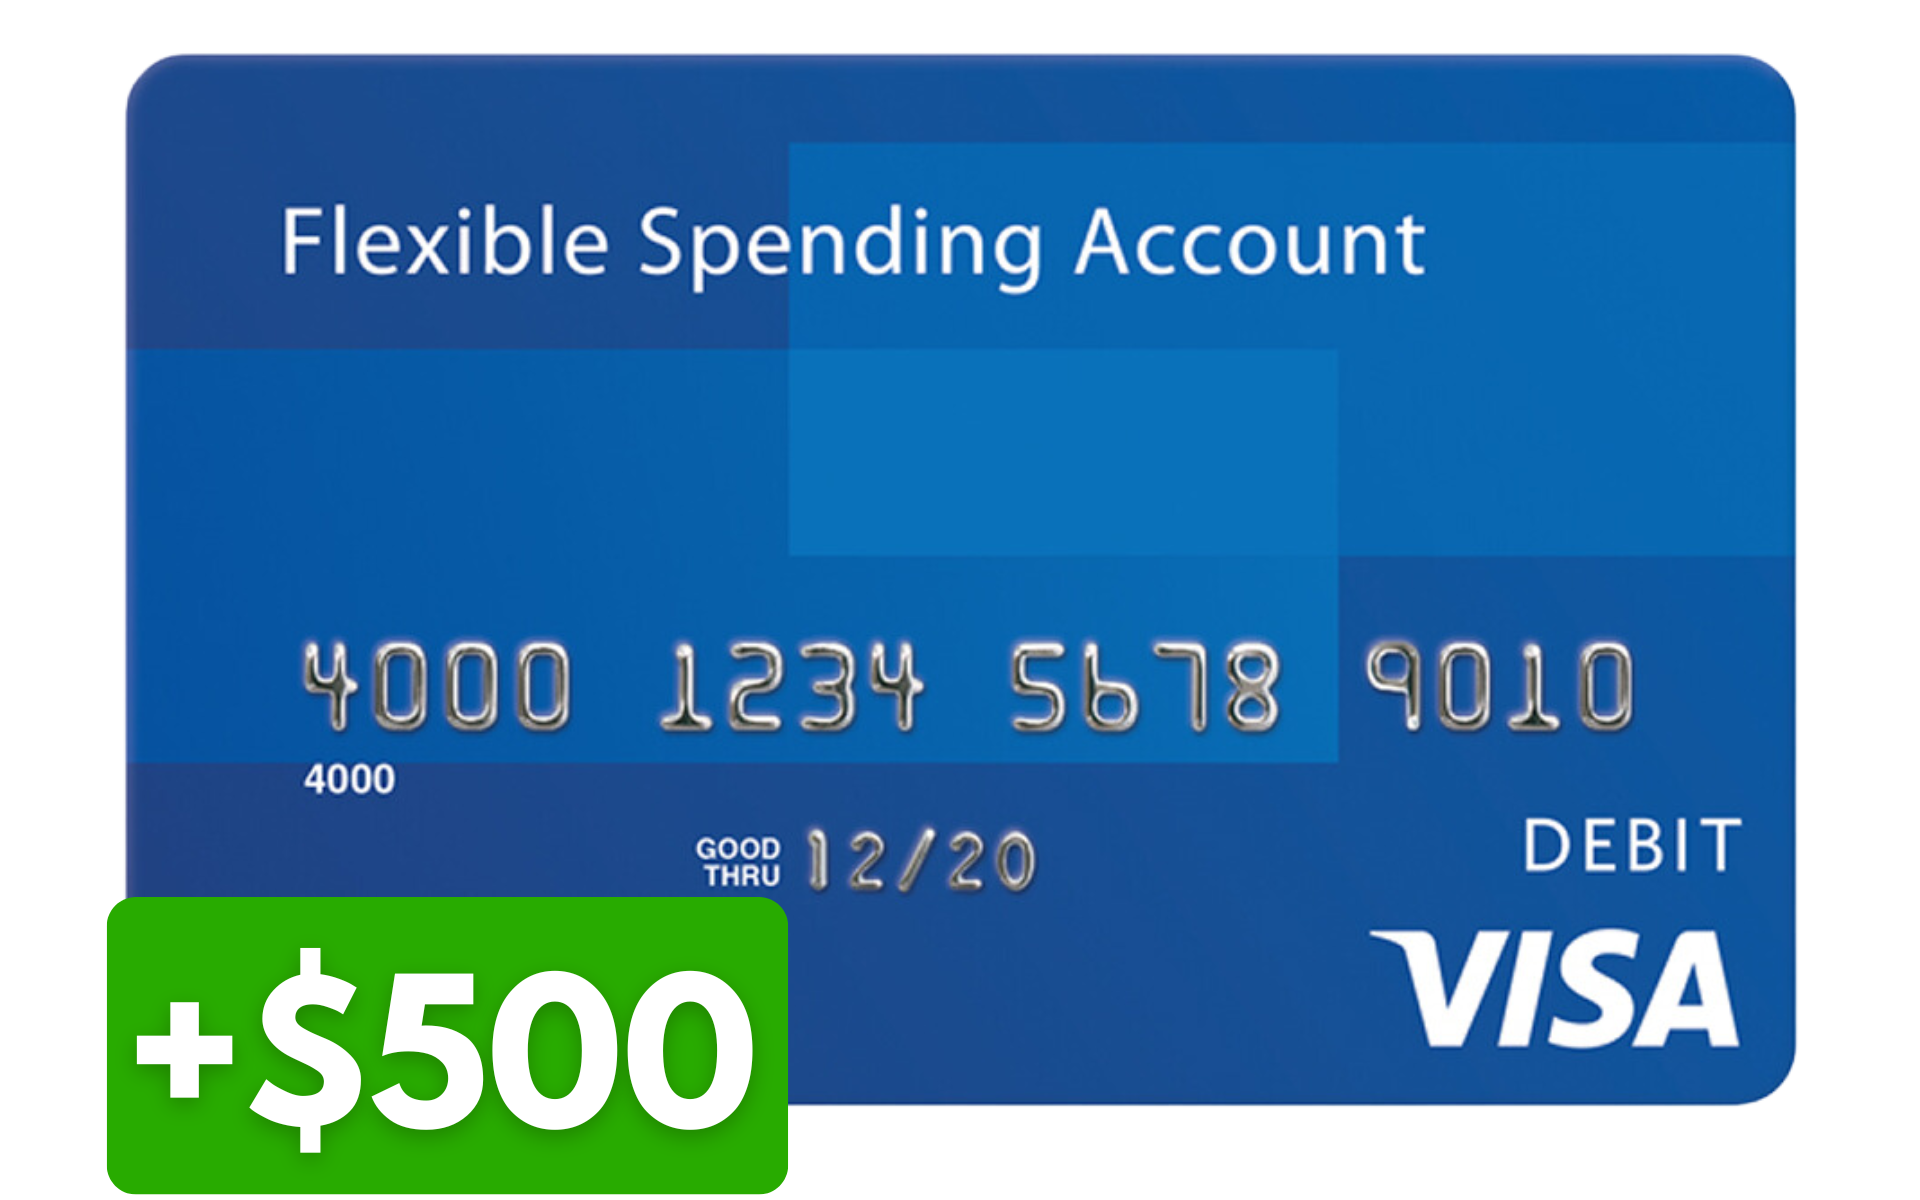 Flexible Spending Account
4000 1234 5678 9010
4000
GOOD THRU 12/20
DEBIT
VISA
+$500